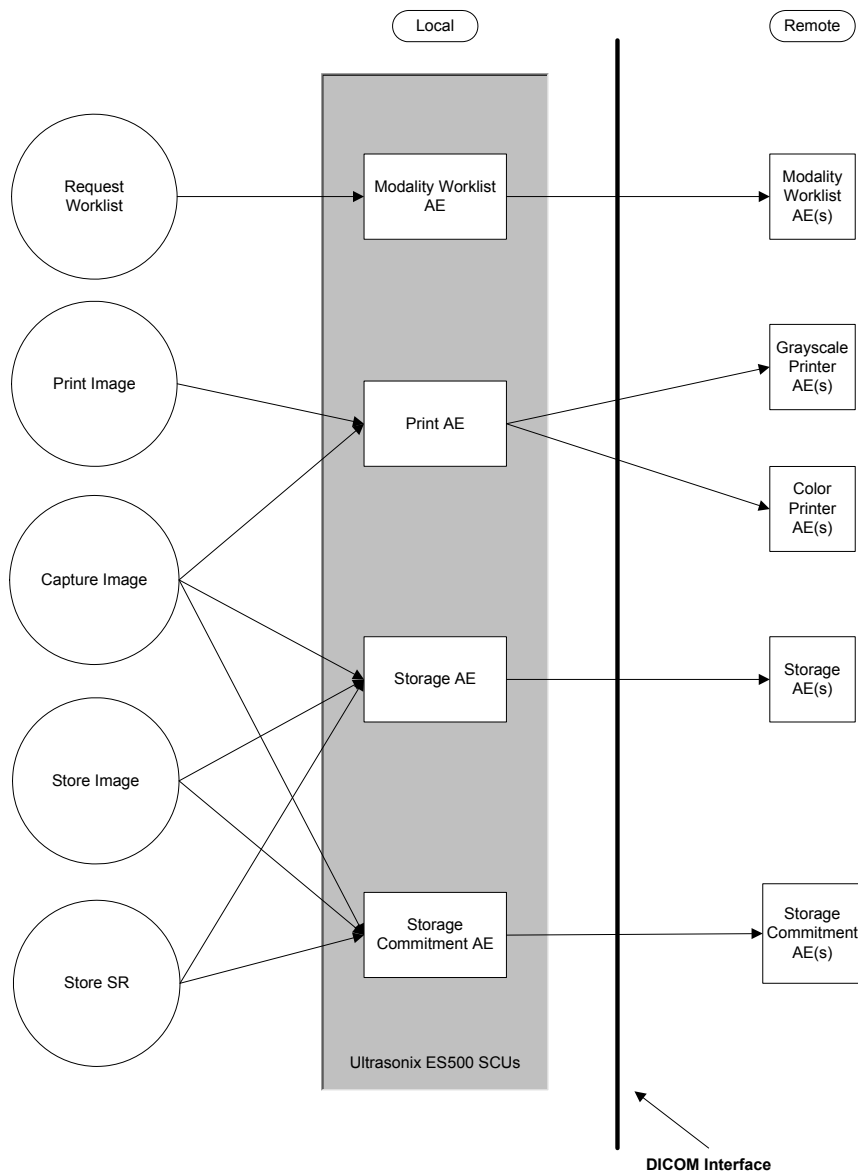 Local
Remote
Request
Worklist
Modality Worklist
AE
Modality
Worklist
AE(s)
Print Image
Print AE
Grayscale
Printer
AE(s)
Color
Printer
AE(s)
Capture Image
Storage AE
Storage
AE(s)
Store Image
Storage
Commitment AE
Storage
Commitment
AE(s)
Store SR
Ultrasonix ES500 SCUs
DICOM Interface